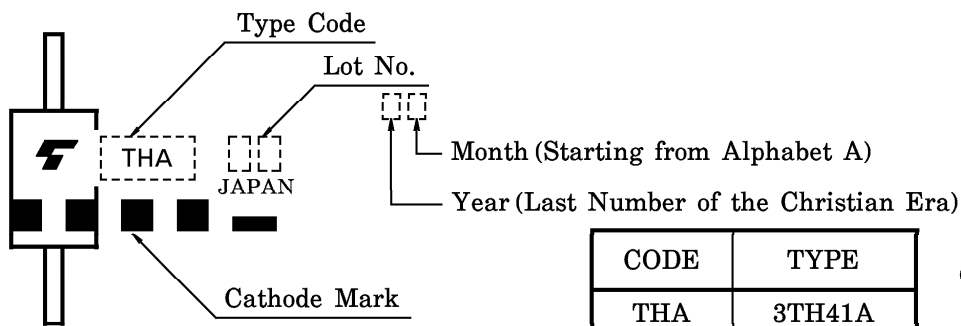 Type Code
Lot No.
THA
JAPAN
Month (Starting from Alphabet A)
Year (Last Number of the Christian Era)
Cathode Mark
CODE TYPE
THA 3TH41A